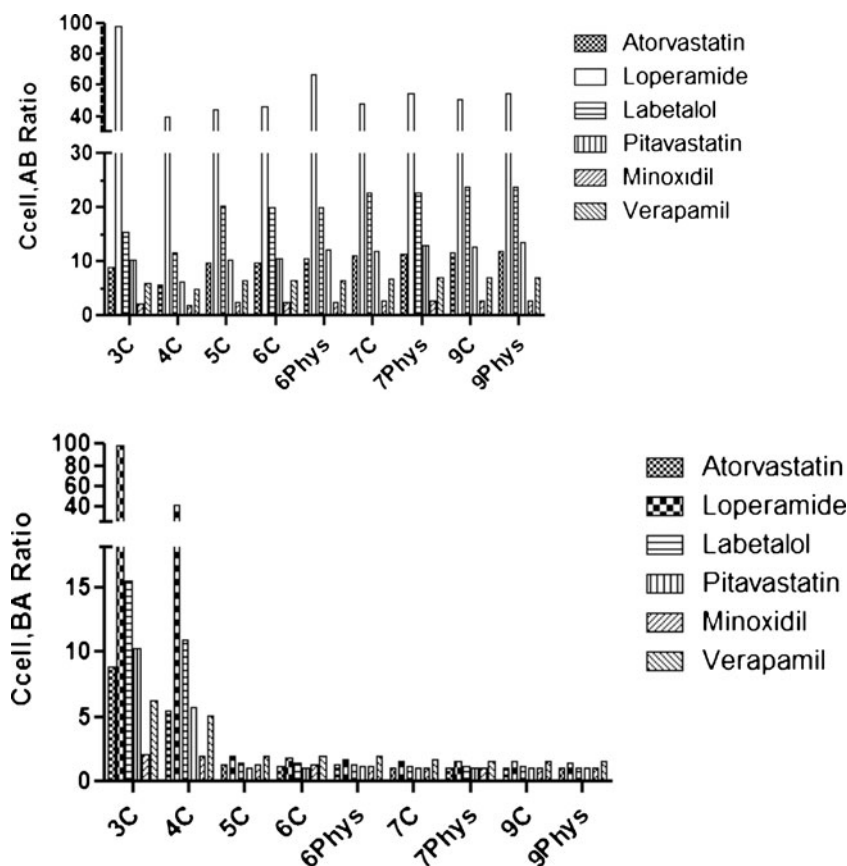 Ccell,AB Ratio
100
80
60
40
30
20
10
0
3C
4C
5C
6C
6Phys
7C
7Phys
9C
9Phys
Atorvastatin
Loperamide
Labetalol
Pitavastatin
Minoxidil
Verapamil
Ccell,BA Ratio
100
80
60
40
15
10
5
0
3C
4C
5C
6C
6Phys
7C
7Phys
9C
9Phys
Atorvastatin
Loperamide
Labetalol
Pitavastatin
Minoxidil
Verapamil